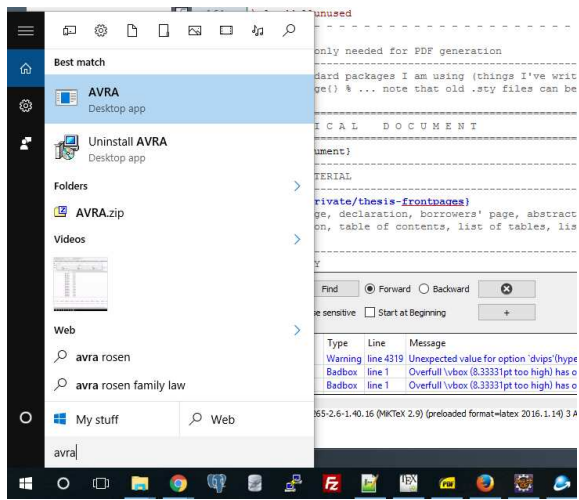 Best match
AVRA
Desktop app
Uninstall AVRA
Desktop app
Folders
AVRA.zip
Videos
Web
avra rosen
avra rosen family law
My stuff
Web
avra
unused
only needed for PDF generation
dard packages I am using (things I've writ
ge() % ... note that old .sty files can be
I C A L D O C U M E N T
ument}
TERIAL
rivate/thesis-frontpages}
ge, declaration, borrowers' page, abstract
on, table of contents, list of tables, lis
Y
Find Forward Backward
e sensitive Start at Beginning +
Type Line Message
Warning line 4319 Unexpected value for option `dvips'(hype
Badbox line 1 Overfull \vbox (8.33331pt too high) has o
Badbox line 1 Overfull \vbox (8.33331pt too high) has o
265-2.6-1.40.16 (MiKTeX 2.9) (preloaded format=latex 2016.1.14) 3 A